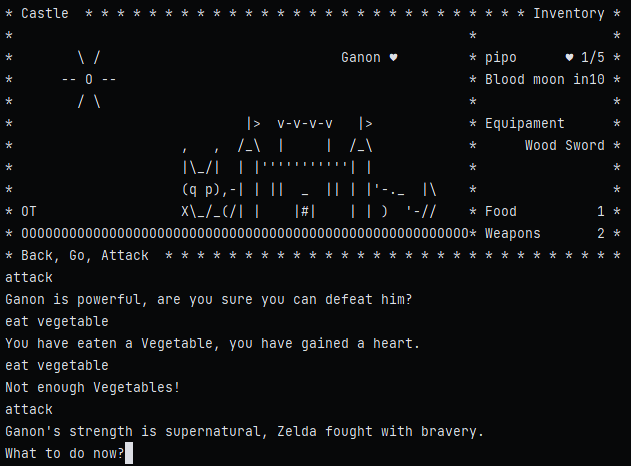 * Castle * * * * * * * * * * * * * * * * * * * * * * * * * * * * Inventory *
*                                                         *                 *
*        \ /                              Ganon ♥         * pipo      ♥ 1/5 *
*      -- O --                                            * Blood moon in10 *
*        / \                                              *                 *
*                             |>  v-v-v-v   |>            * Equipament      *
*                     ,   ,  /_\  |     |  /_\            *      Wood Sword *
*                     |\_/|  | |'''''''''''| |            *                 *
*                     (q p),-| | ||  _  || | |'-._  |\    *                 *
* OT                  X\_/_(/| |    |#|    | | )  '-//    * Food          1 *
* OOOOOOOOOOOOOOOOOOOOOOOOOOOOOOOOOOOOOOOOOOOOOOOOOOOOOOOO* Weapons       2 *
* Back, Go, Attack * * * * * * * * * * * * * * * * * * * * * * * * * * * * *
attack
Ganon is powerful, are you sure you can defeat him?
eat vegetable
You have eaten a Vegetable, you have gained a heart.
eat vegetable
Not enough Vegetables!
attack
Ganon's strength is supernatural, Zelda fought with bravery.
What to do now?